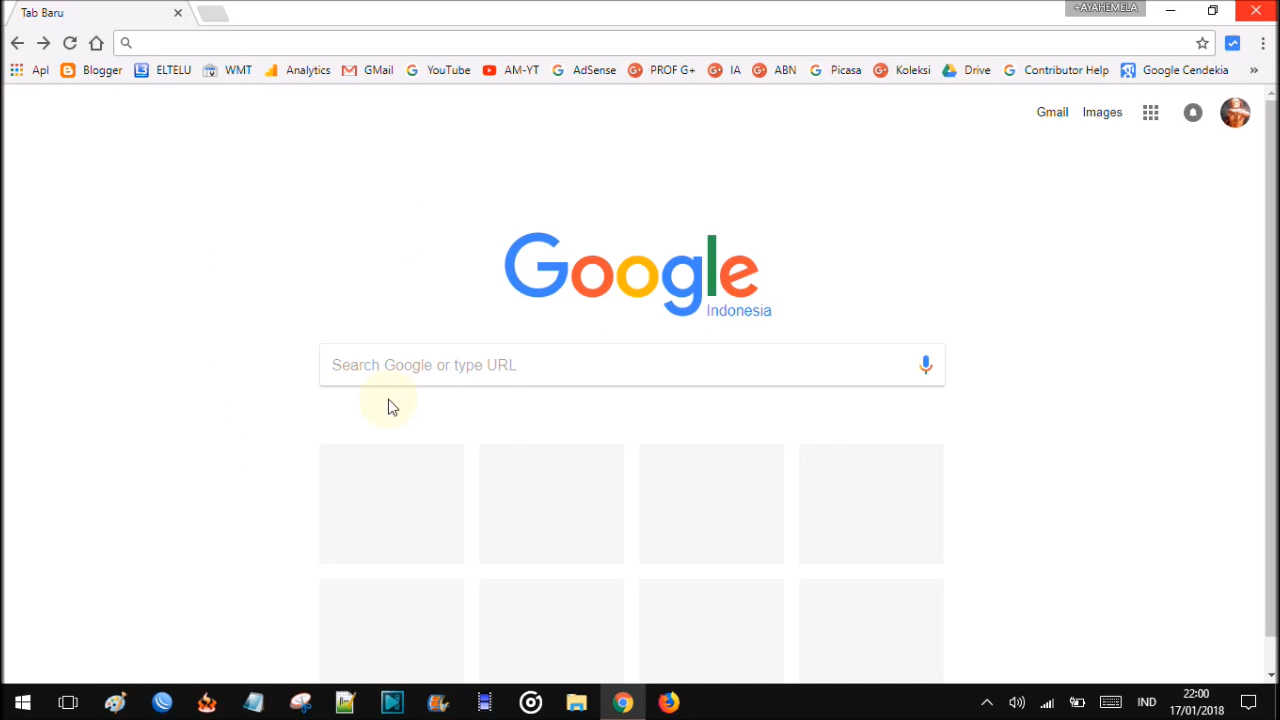 Tab Baru
+AYAHEMELA
Apl Blogger ELTELU WMT Analytics GMail YouTube AM-YT AdSense PROF G+ IA ABN Picasa Koleksi Drive Contributor Help Google Cendekia »
Gmail Images
Google
Indonesia
Search Google or type URL
IND
22:00
17/01/2018